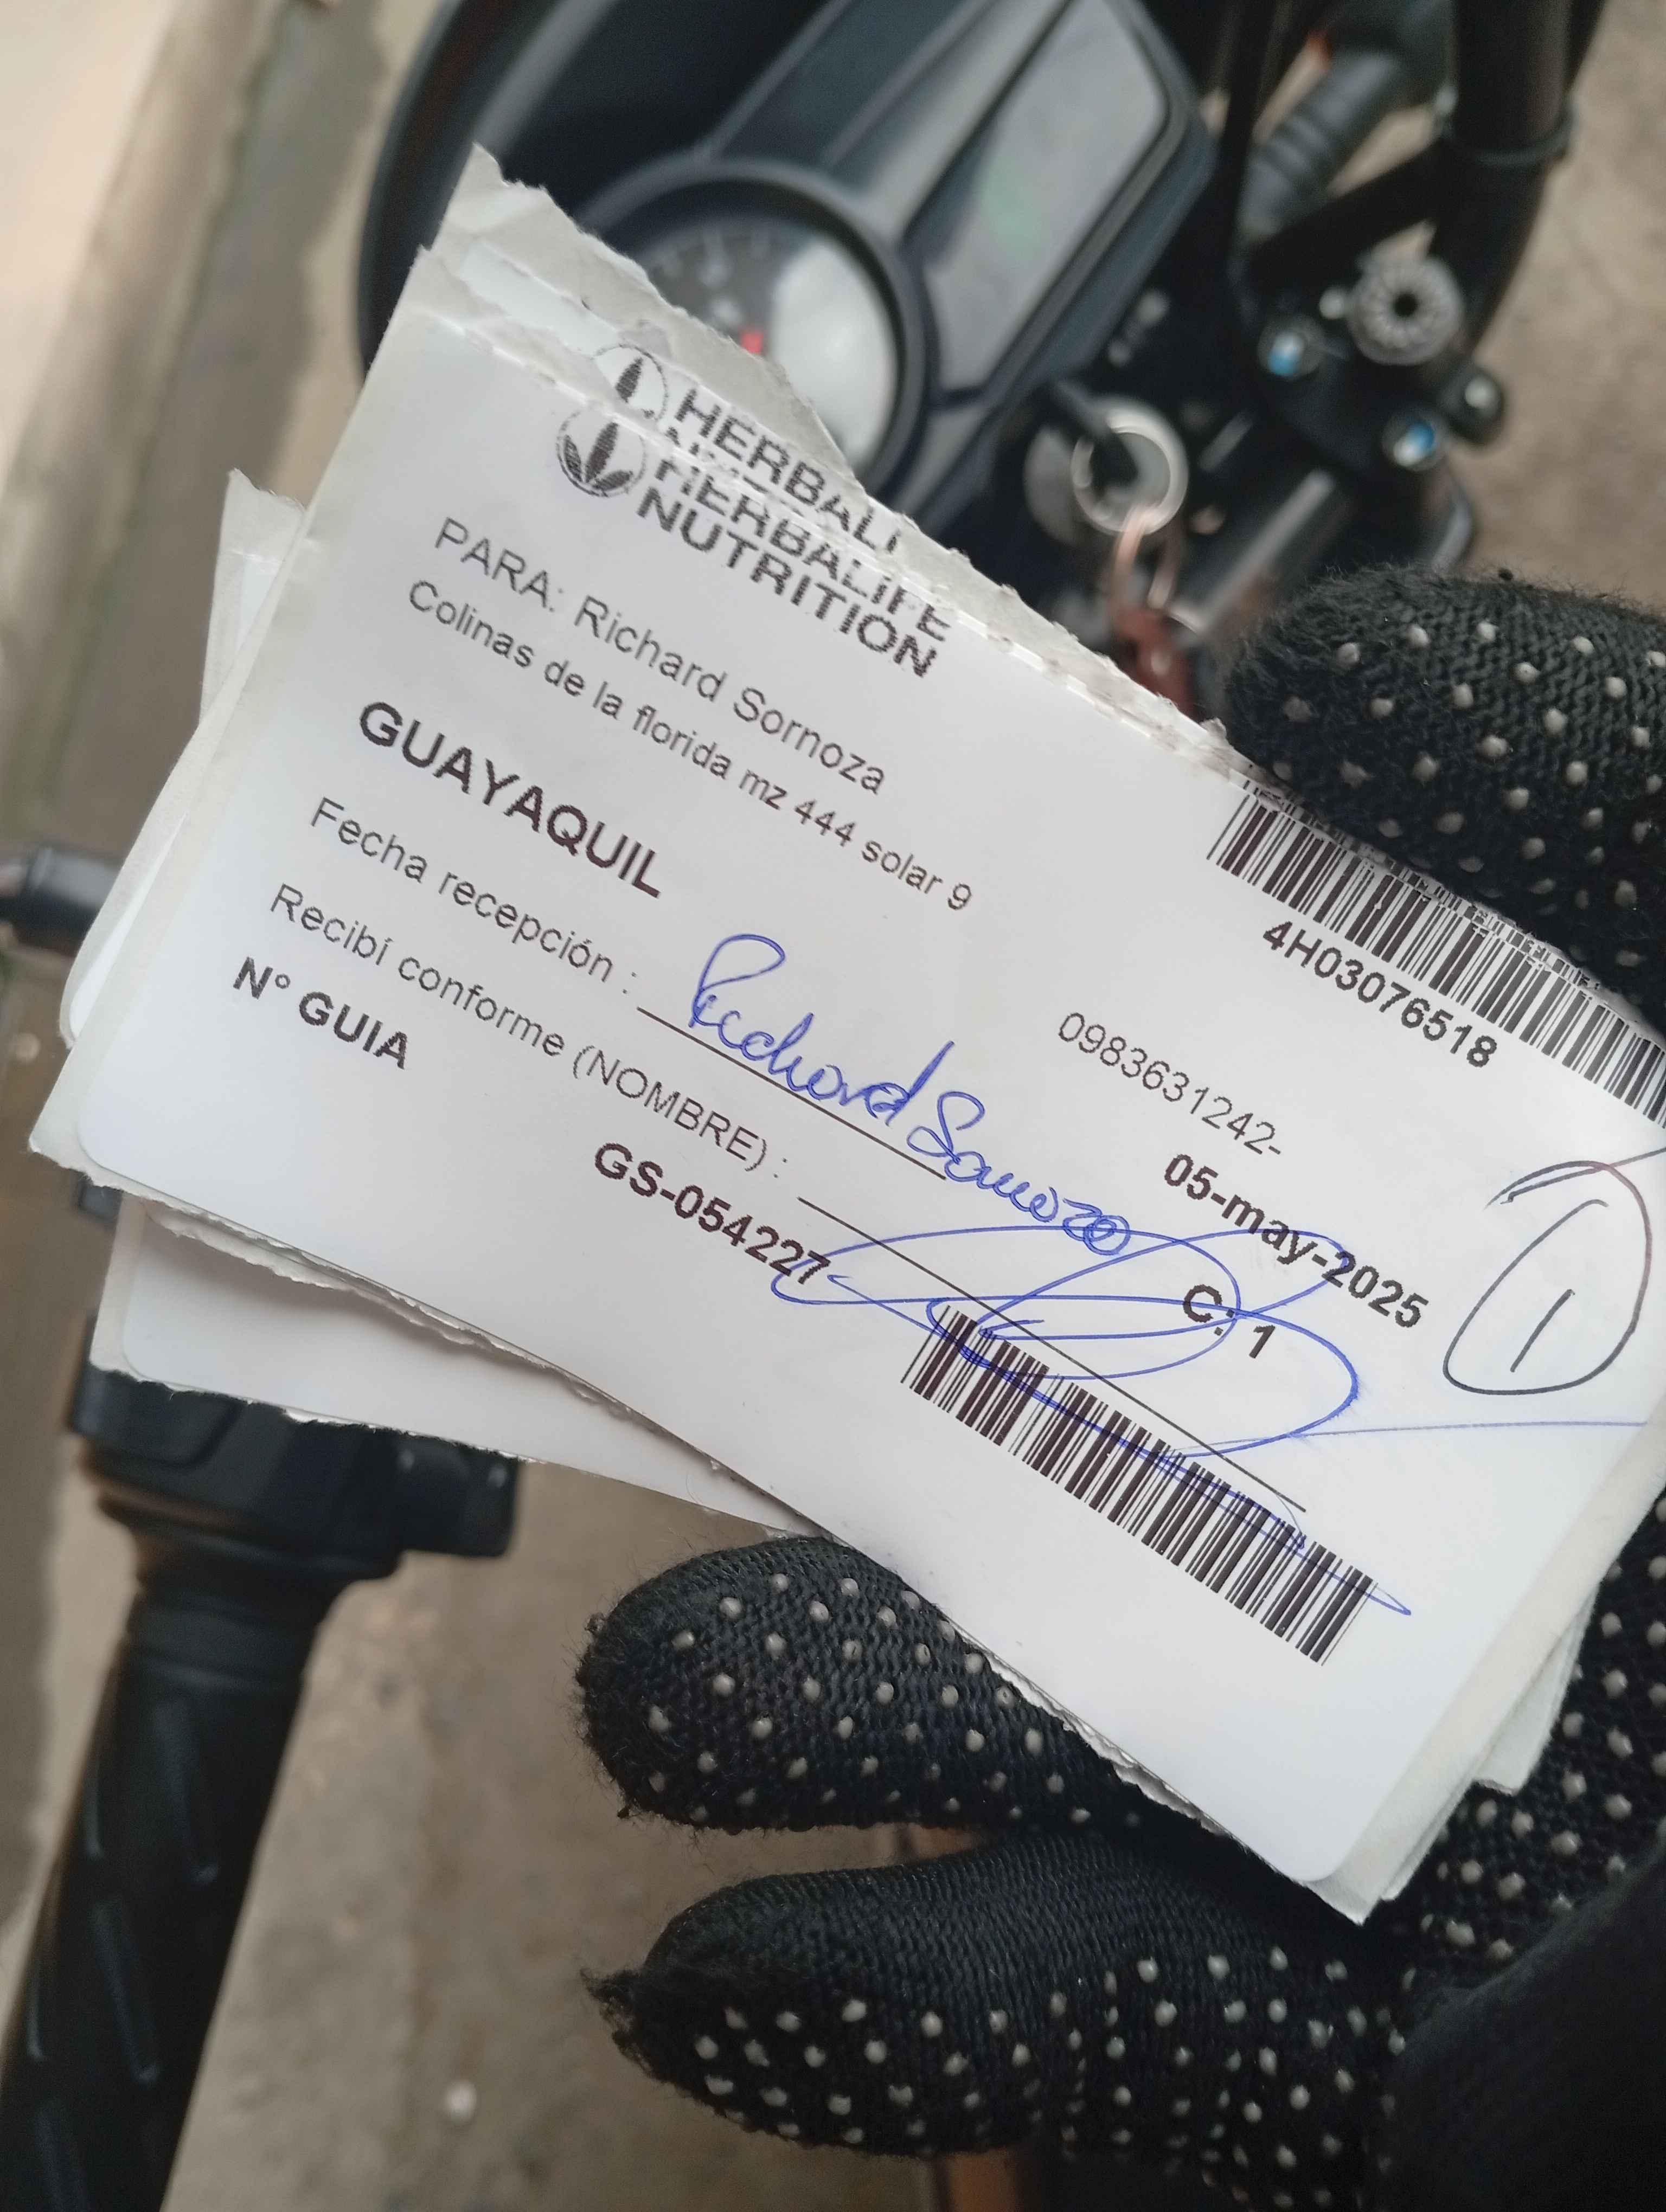 HERBALI
HERBALIFE
NUTRITION
PARA: Richard Sornoza
Colinas de la florida mz 444 solar 9
GUAYAQUIL
4H03076518
0983631242-
Fecha recepción : Richard Sornoza
05-may-2025
1
Recibí conforme (NOMBRE) :
C: 1
N° GUIA
GS-054227